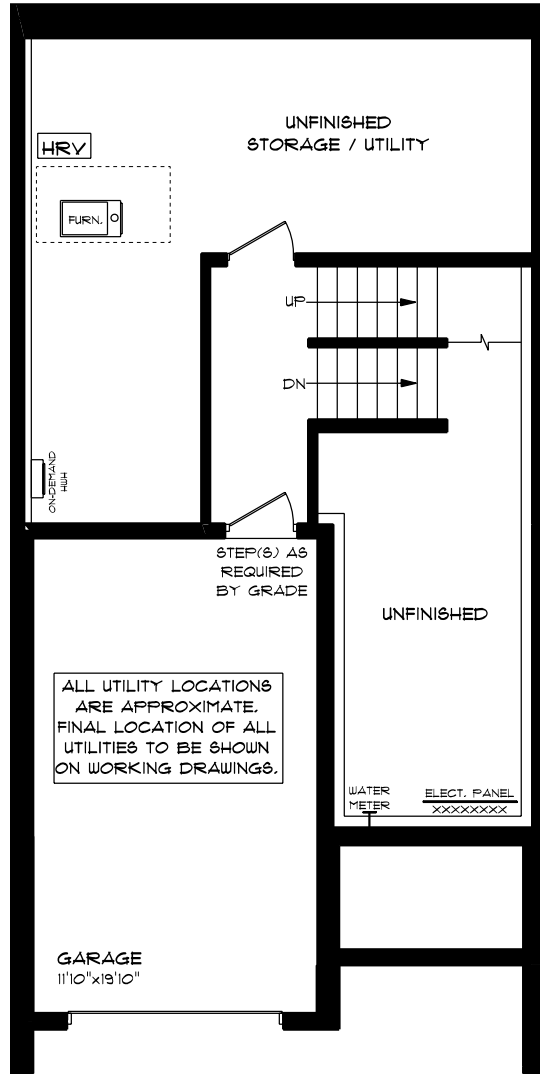 UNFINISHED
STORAGE / UTILITY
HRV
FURN.
UP
DN
ON-DEMAND
HWH
STEP(S) AS
REQUIRED
BY GRADE
UNFINISHED
ALL UTILITY LOCATIONS
ARE APPROXIMATE.
FINAL LOCATION OF ALL
UTILITIES TO BE SHOWN
ON WORKING DRAWINGS.
WATER
METER
ELECT. PANEL
XXXXXXXX
GARAGE
11'10"x19'10"